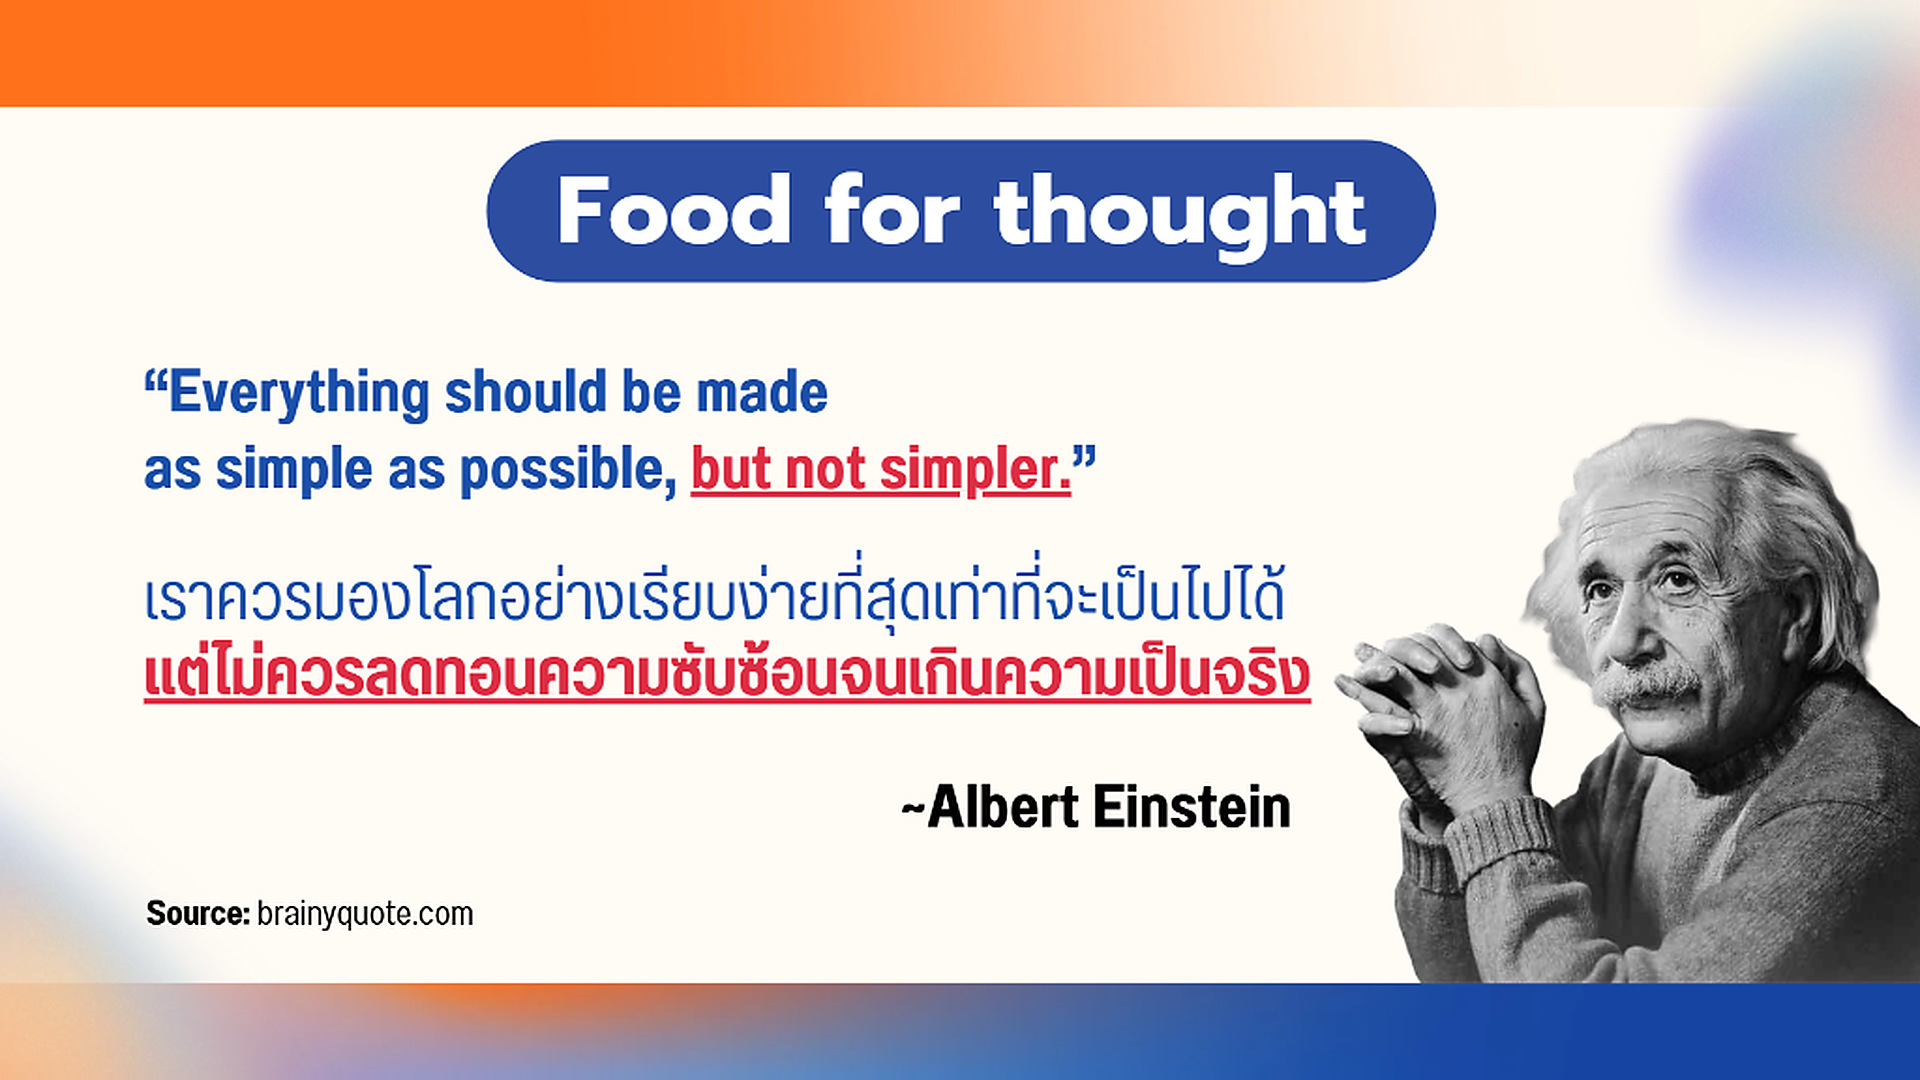 Food for thought
“Everything should be made
as simple as possible, but not simpler.”
เราควรมองโลกอย่างเรียบง่ายที่สุดเท่าที่จะเป็นไปได้
แต่ไม่ควรลดทอนความซับซ้อนจนเกินความเป็นจริง
~Albert Einstein
Source: brainyquote.com